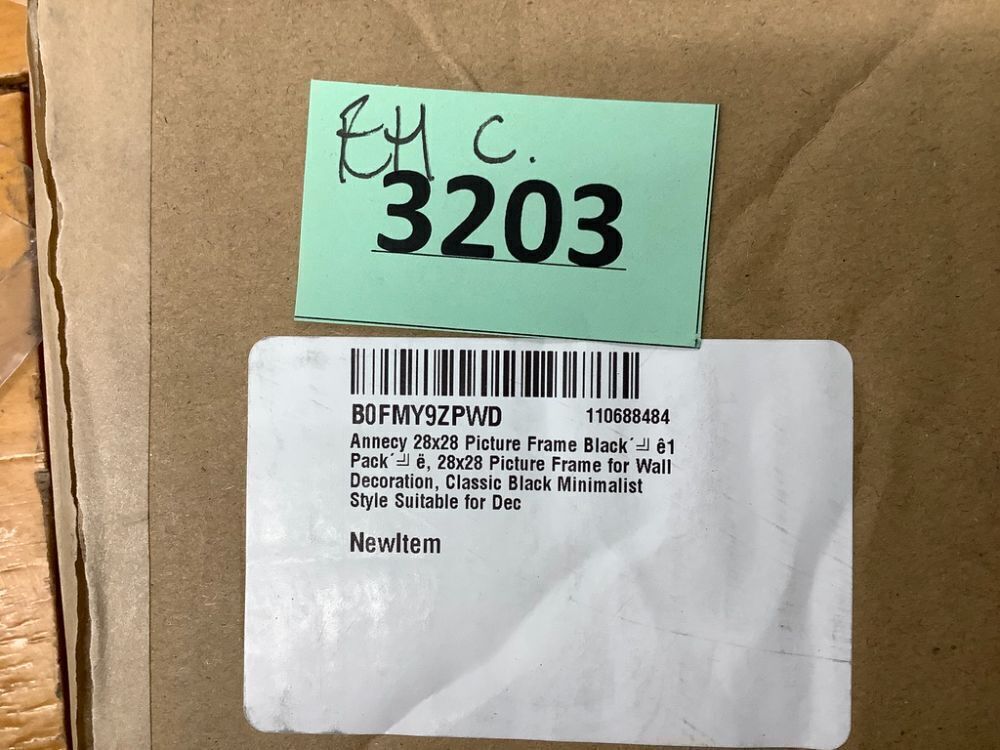 EH C.
3203
B0FMY9ZPWD 110688484
Annecy 28x28 Picture Frame Black´╝ê1
Pack´╝ë, 28x28 Picture Frame for Wall
Decoration, Classic Black Minimalist
Style Suitable for Dec
NewItem